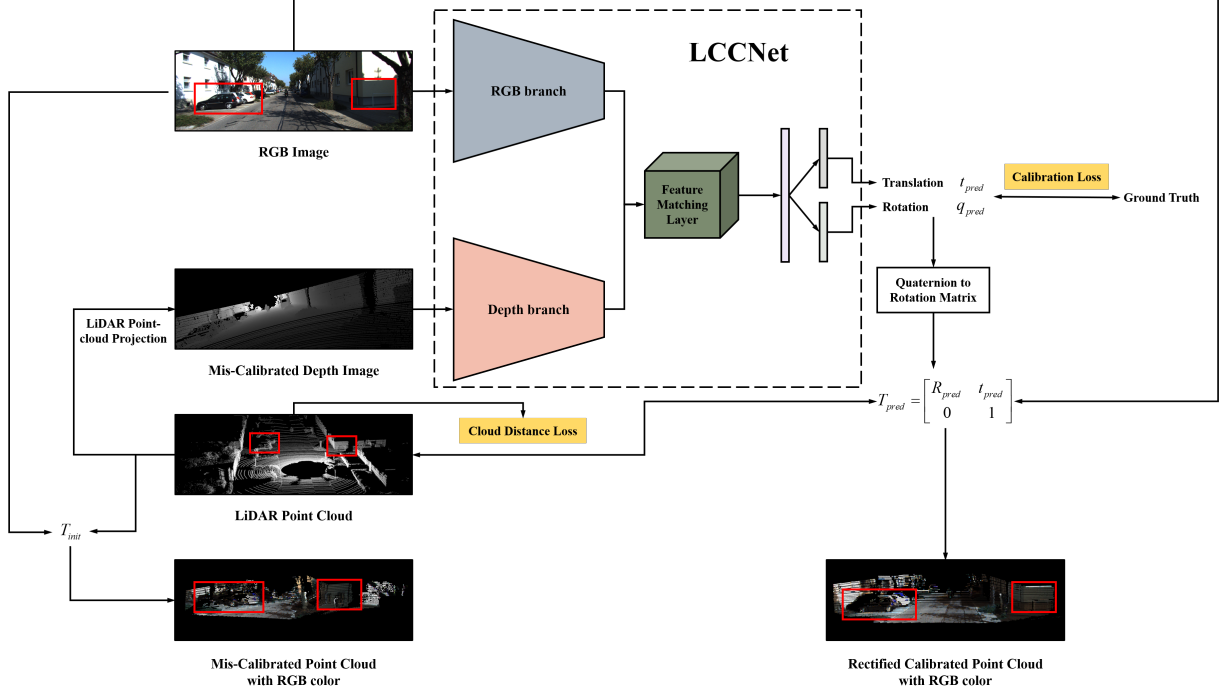 LCCNet
RGB branch
RGB Image
Feature
Matching
Layer
Translation t_pred
Rotation q_pred
Calibration Loss
Ground Truth
Quaternion to
Rotation Matrix
LiDAR Point-
cloud Projection
Depth branch
Mis-Calibrated Depth Image
T_pred = [R_pred t_pred
0 1]
Cloud Distance Loss
LiDAR Point Cloud
T_init
Mis-Calibrated Point Cloud
with RGB color
Rectified Calibrated Point Cloud
with RGB color